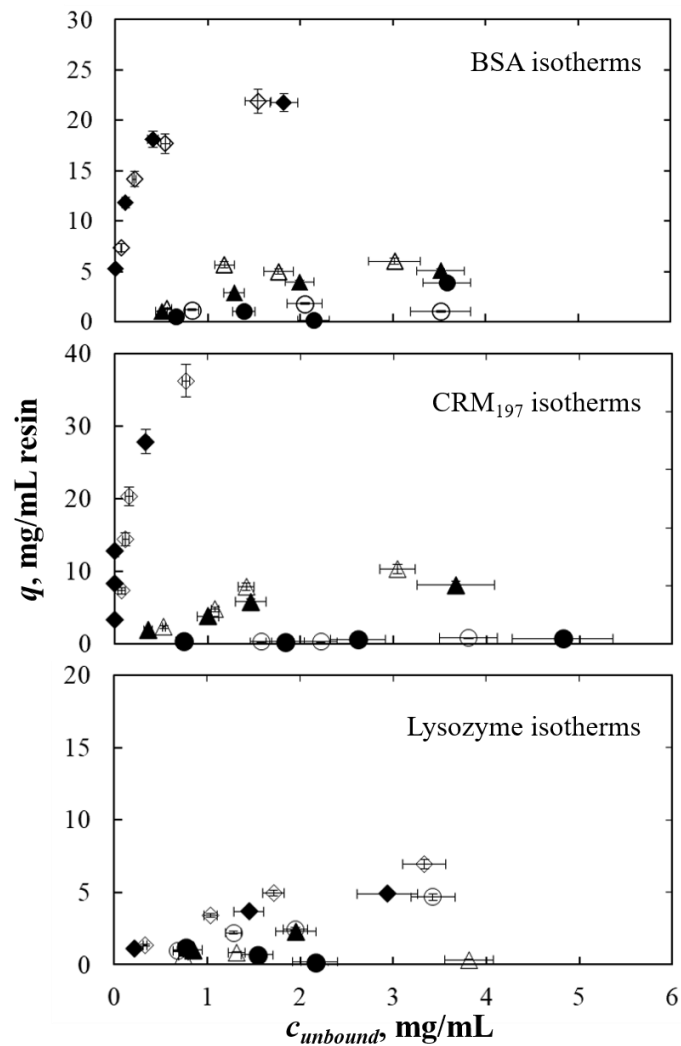 30
25
20
15
10
5
0
BSA isotherms
40
30
20
10
0
CRM₁₉₇ isotherms
q, mg/mL resin
20
15
10
5
0
Lysozyme isotherms
0 1 2 3 4 5 6
c_unbound, mg/mL